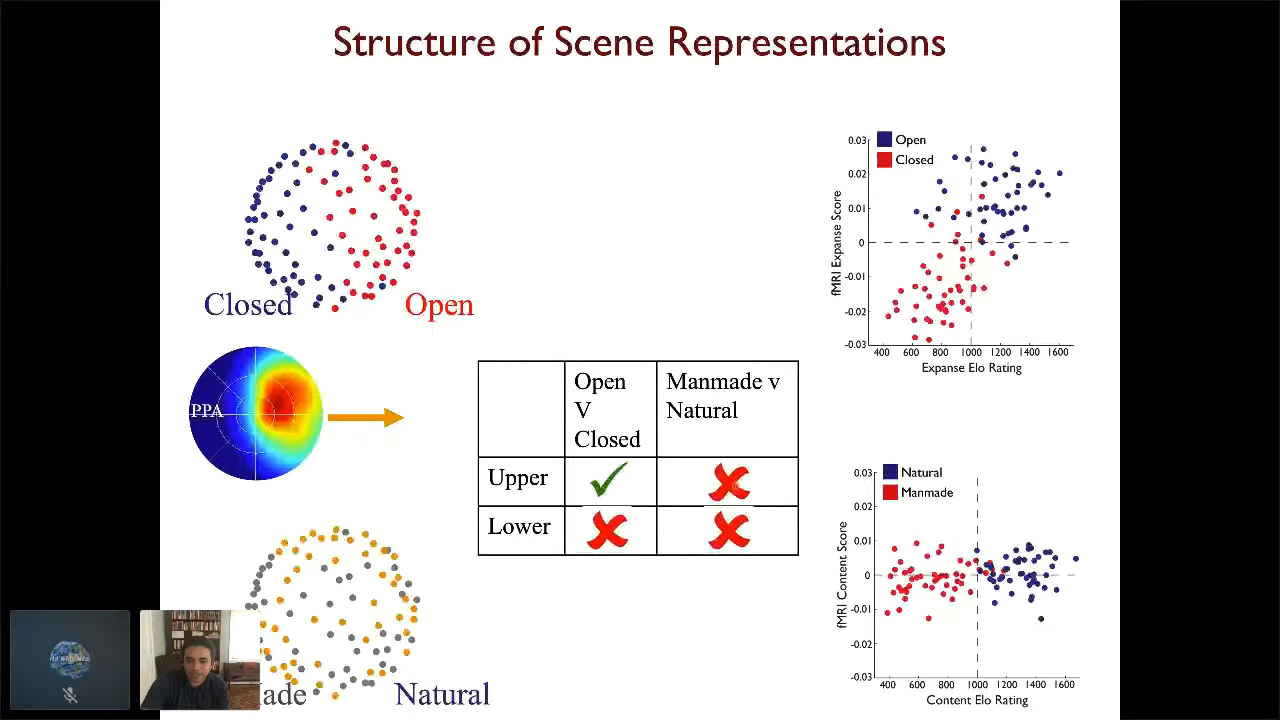 Structure of Scene Representations
Closed
Open
PPA
Open
V
Closed
Manmade v
Natural
Upper
Lower
ade
Natural
Open
Closed
fMRI Expanse Score
0.03
0.02
0.01
0
-0.01
-0.02
-0.03
400 600 800 1000 1200 1400 1600
Expanse Elo Rating
Natural
Manmade
fMRI Content Score
0.03
0.02
0.01
0
-0.01
-0.02
-0.03
400 600 800 1000 1200 1400 1600
Content Elo Rating